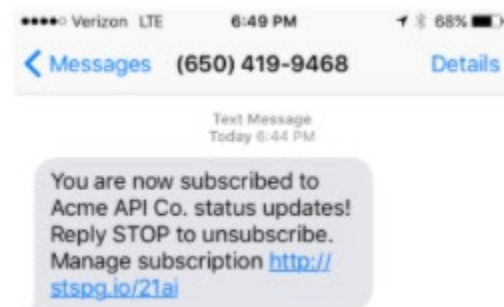 Verizon LTE 6:49 PM 68%
Messages (650) 419-9468 Details
Text Message
Today 6:44 PM
You are now subscribed to
Acme API Co. status updates!
Reply STOP to unsubscribe.
Manage subscription http://
stspg.io/21ai